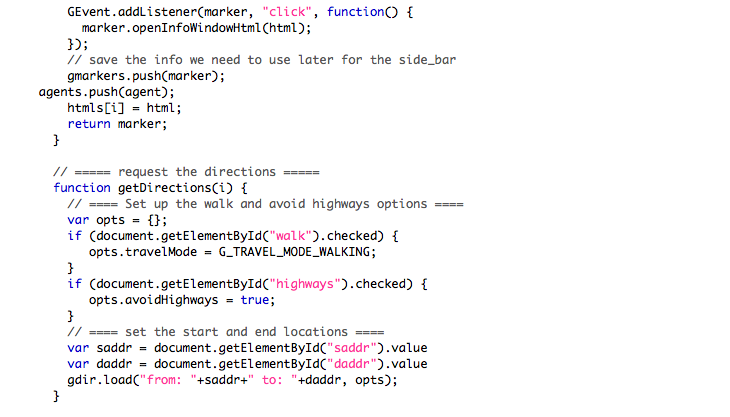 GEvent.addListener(marker, "click", function() {
marker.openInfoWindowHtml(html);
});
// save the info we need to use later for the side_bar
gmarkers.push(marker);
agents.push(agent);
htmls[i] = html;
return marker;
}
// ===== request the directions =====
function getDirections(i) {
// ==== Set up the walk and avoid highways options ====
var opts = {};
if (document.getElementById("walk").checked) {
opts.travelMode = G_TRAVEL_MODE_WALKING;
}
if (document.getElementById("highways").checked) {
opts.avoidHighways = true;
}
// ==== set the start and end locations ====
var saddr = document.getElementById("saddr").value
var daddr = document.getElementById("daddr").value
gdir.load("from: "+saddr+" to: "+daddr, opts);
}